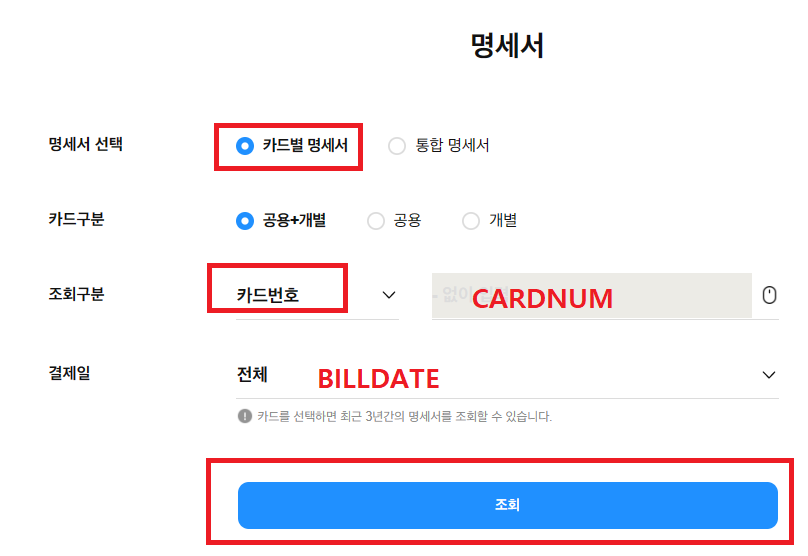 명세서
명세서 선택 카드별 명세서 통합 명세서
카드구분 공용+개별 공용 개별
조회구분 카드번호 - 없이 CARDNUM
결제일 전체 BILLDATE
카드를 선택하면 최근 3년간의 명세서를 조회할 수 있습니다.
조회